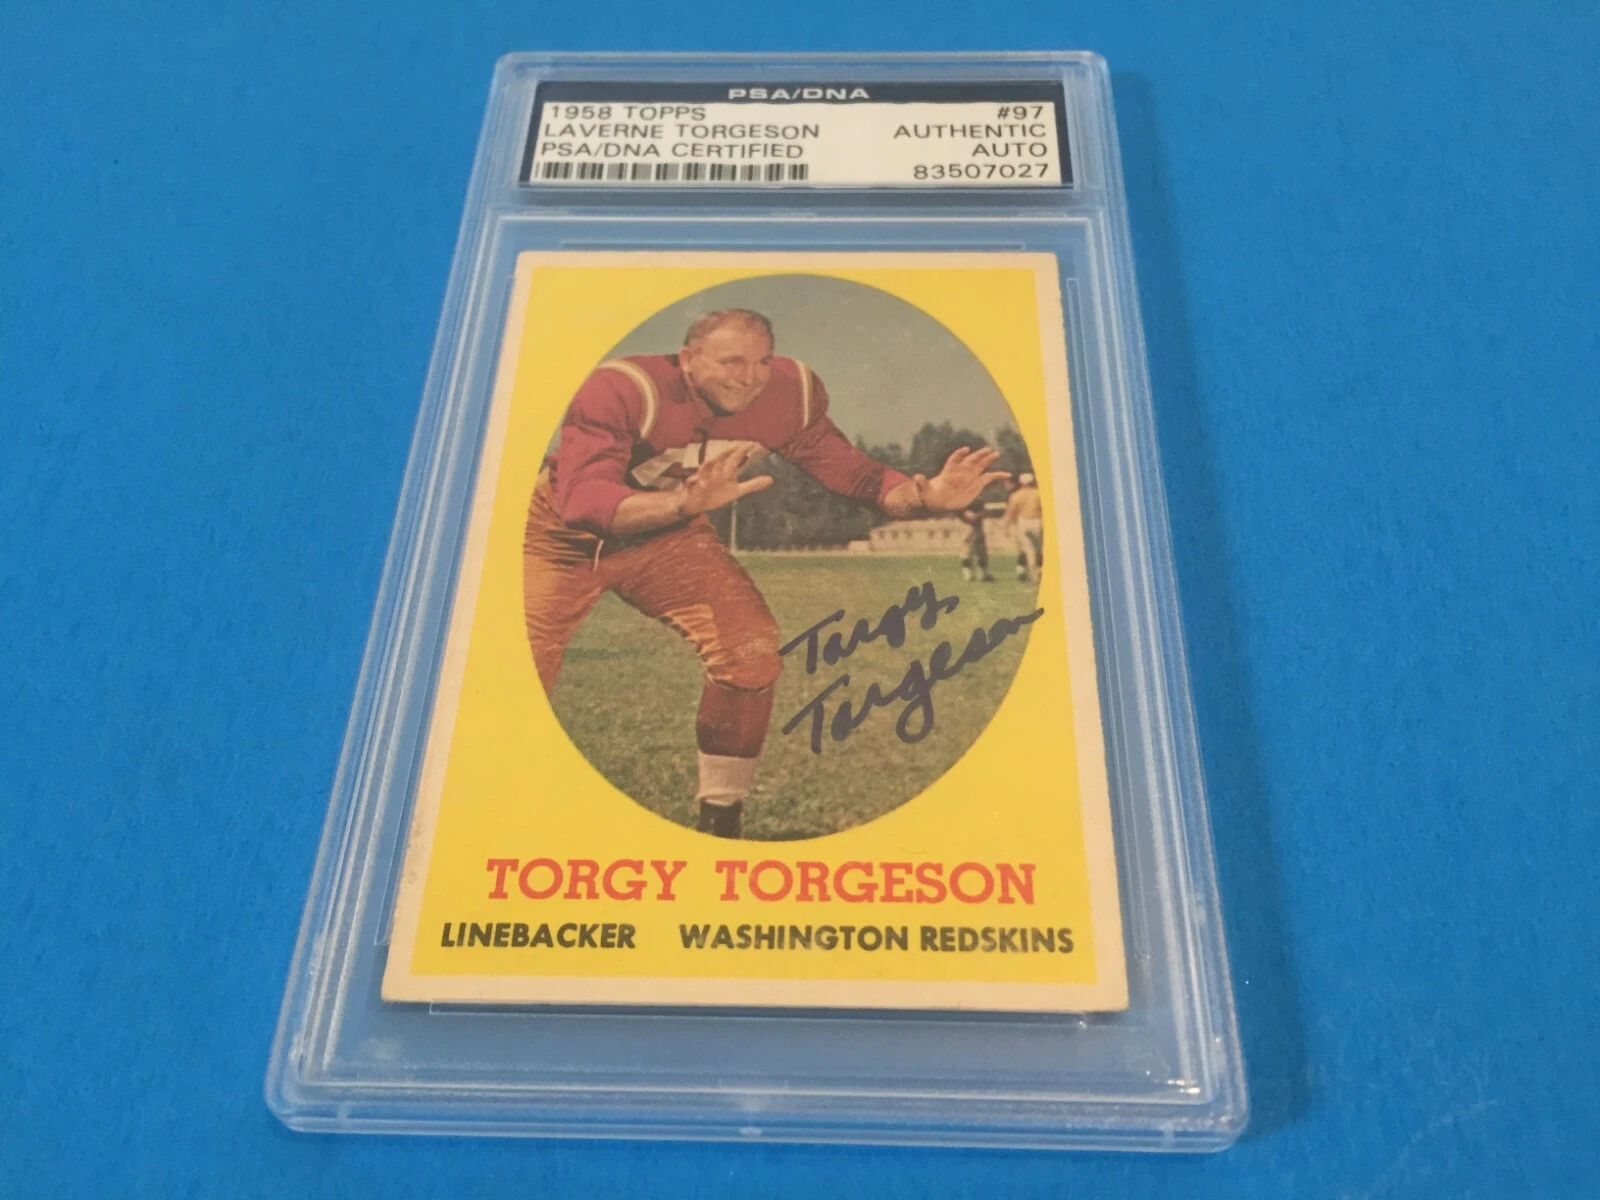 PSA/DNA
1958 TOPPS #97
LAVERNE TORGESON AUTHENTIC
PSA/DNA CERTIFIED AUTO
83507027
Torgy
Torgeson
TORGY TORGESON
LINEBACKER WASHINGTON REDSKINS